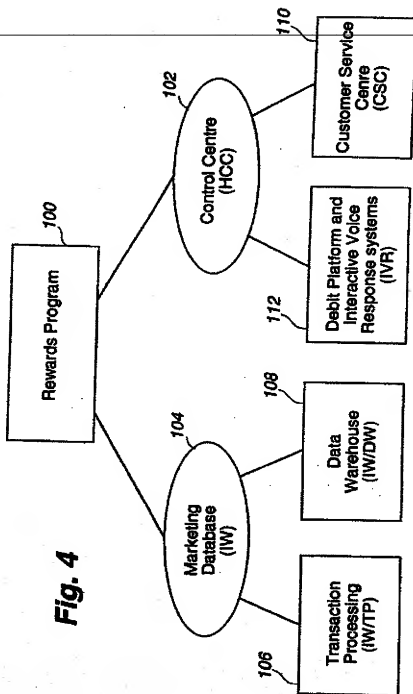 Fig. 4
100
Rewards Program
104
Marketing
Database
(IW)
102
Control Centre
(HCC)
106
Transaction
Processing
(IW/TP)
108
Data
Warehouse
(IW/DW)
112
Debit Platform and
Interactive Voice
Response systems
(IVR)
110
Customer Service
Cenre
(CSC)